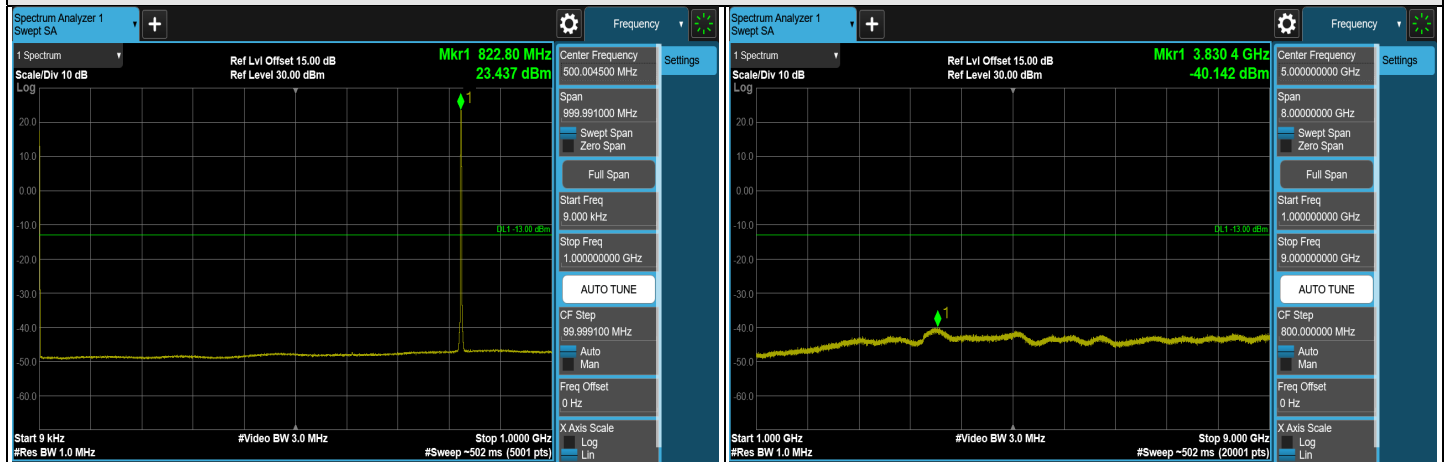 Spectrum Analyzer 1
Swept SA
+
Frequency
1 Spectrum
Scale/Div 10 dB
Log
Ref Lvl Offset 15.00 dB
Ref Level 30.00 dBm
Mkr1 822.80 MHz
23.437 dBm
1
20.0
10.0
0.00
-10.0
-20.0
-30.0
-40.0
-50.0
-60.0
DL1 -13.00 dBm
Start 9 kHz
#Res BW 1.0 MHz
#Video BW 3.0 MHz
Stop 1.0000 GHz
#Sweep ~502 ms (5001 pts)
Center Frequency
500.004500 MHz
Settings
Span
999.991000 MHz
Swept Span
Zero Span
Full Span
Start Freq
9.000 kHz
Stop Freq
1.000000000 GHz
AUTO TUNE
CF Step
99.999100 MHz
Auto
Man
Freq Offset
0 Hz
X Axis Scale
Log
Lin
Spectrum Analyzer 1
Swept SA
+
Frequency
1 Spectrum
Scale/Div 10 dB
Log
Ref Lvl Offset 15.00 dB
Ref Level 30.00 dBm
Mkr1 3.830 4 GHz
-40.142 dBm
1
20.0
10.0
0.00
-10.0
-20.0
-30.0
-40.0
-50.0
-60.0
DL1 -13.00 dBm
Start 1.000 GHz
#Res BW 1.0 MHz
#Video BW 3.0 MHz
Stop 9.000 GHz
#Sweep ~502 ms (20001 pts)
Center Frequency
5.000000000 GHz
Settings
Span
8.00000000 GHz
Swept Span
Zero Span
Full Span
Start Freq
1.000000000 GHz
Stop Freq
9.000000000 GHz
AUTO TUNE
CF Step
800.000000 MHz
Auto
Man
Freq Offset
0 Hz
X Axis Scale
Log
Lin